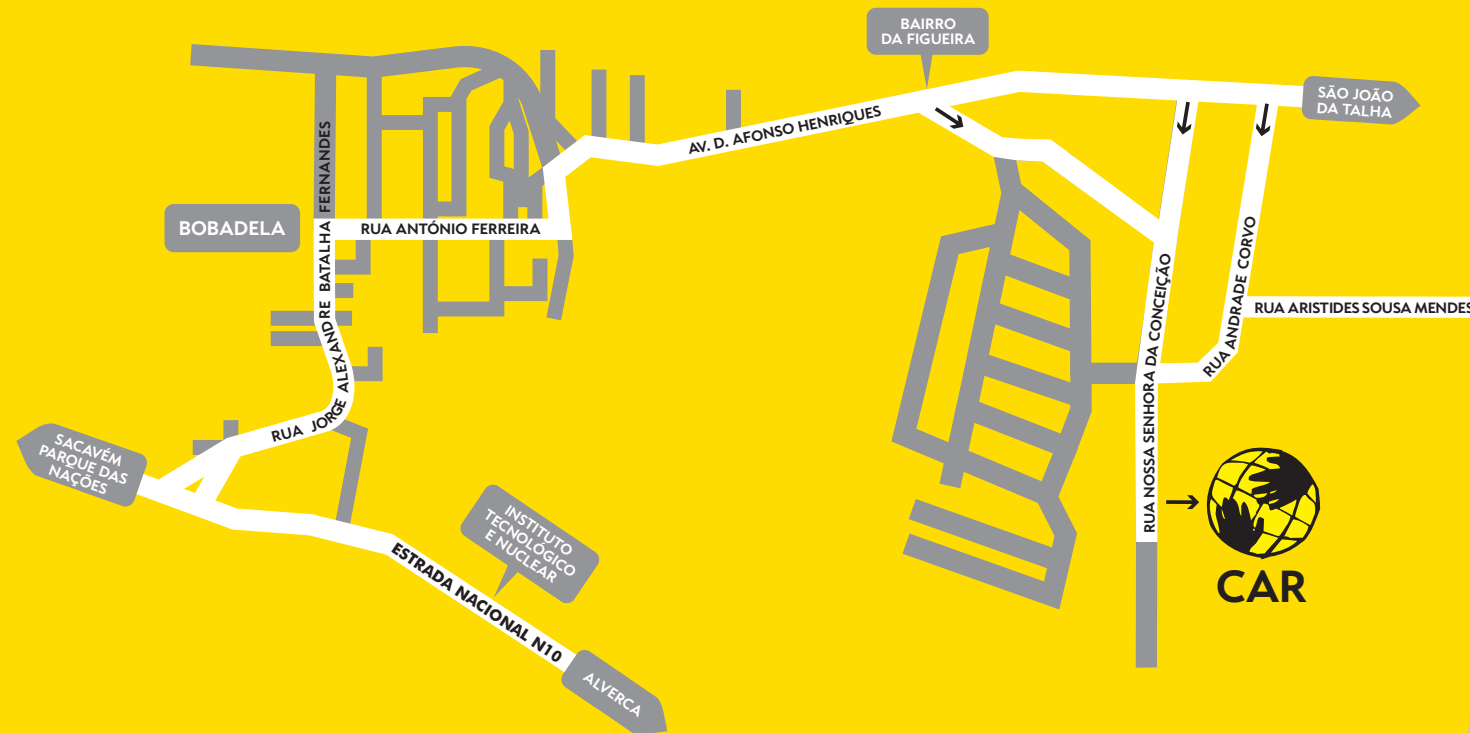 BAIRRO
DA FIGUEIRA
SÃO JOÃO
DA TALHA
AV. D. AFONSO HENRIQUES
BOBADELA
RUA ANTÓNIO FERREIRA
RUA JORGE ALEXANDRE BATALHA FERNANDES
RUA NOSSA SENHORA DA CONCEIÇÃO
RUA ANDRADE CORVO
RUA ARISTIDES SOUSA MENDES
SACAVÉM
PARQUE DAS
NAÇÕES
INSTITUTO
TECNOLÓGICO
E NUCLEAR
ESTRADA NACIONAL N10
ALVERCA
CAR